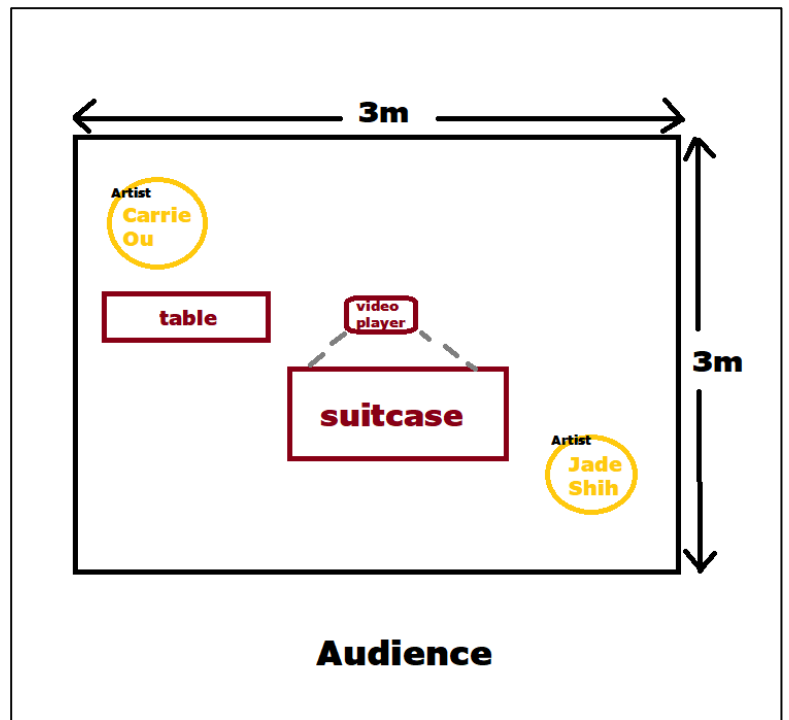 3m
Artist
Carrie
Ou
table
video
player
3m
suitcase
Artist
Jade
Shih
Audience